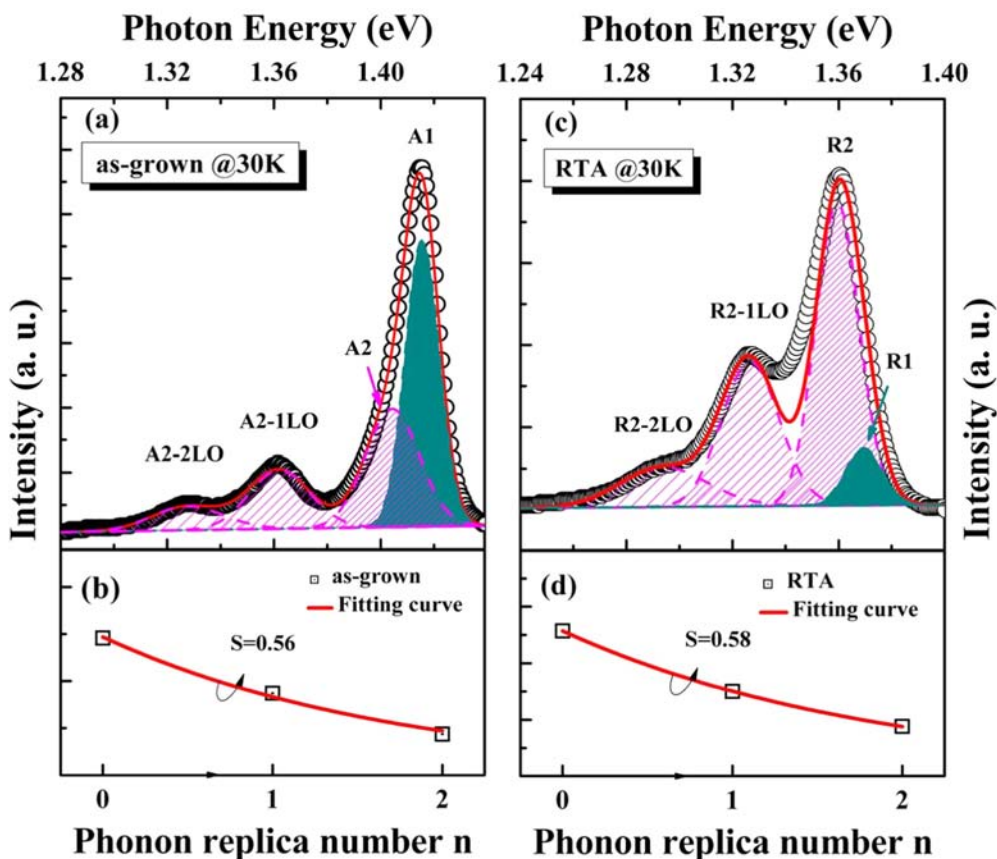 Photon Energy (eV)
1.28 1.32 1.36 1.40
(a)
as-grown @30K
A1
A2
A2-1LO
A2-2LO
Intensity (a. u.)
(b)
as-grown
Fitting curve
S=0.56
0 1 2
Phonon replica number n
Photon Energy (eV)
1.24 1.28 1.32 1.36 1.40
(c)
RTA @30K
R2
R2-1LO
R1
R2-2LO
Intensity (a. u.)
(d)
RTA
Fitting curve
S=0.58
0 1 2
Phonon replica number n